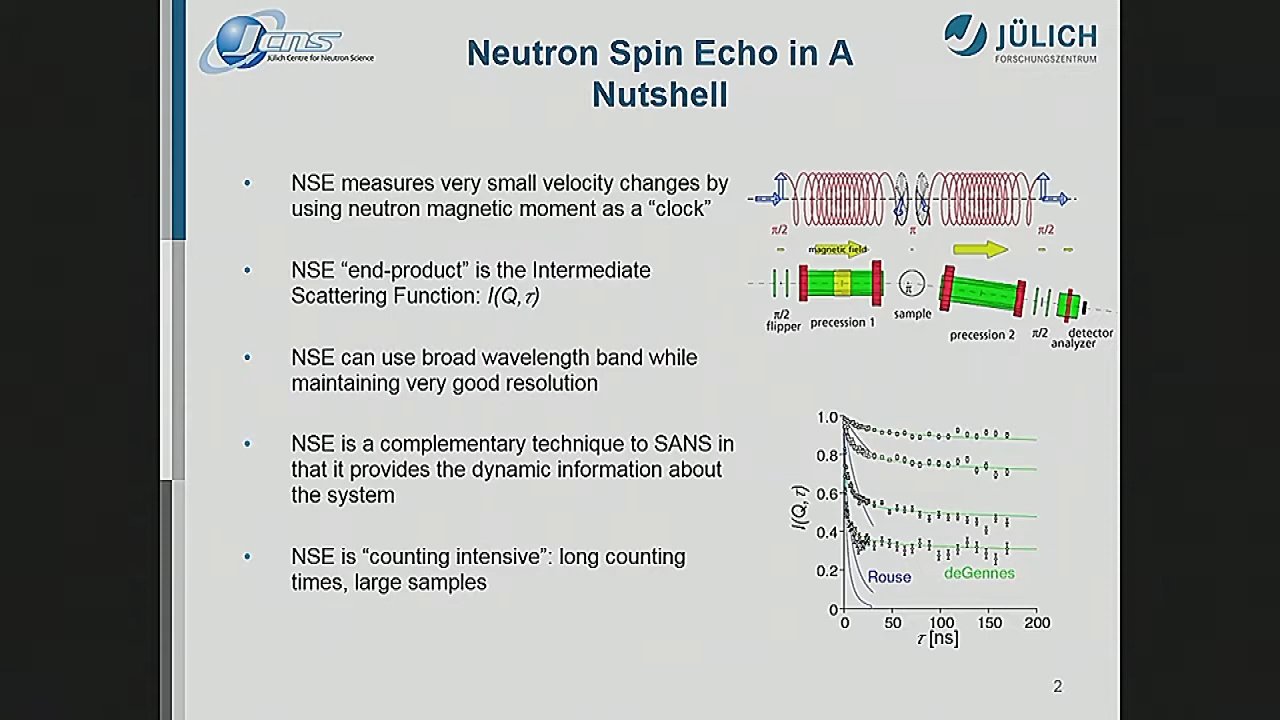 Jcns
Jülich Centre for Neutron Science
JÜLICH
FORSCHUNGSZENTRUM
Neutron Spin Echo in A
Nutshell
• NSE measures very small velocity changes by
using neutron magnetic moment as a “clock”
• NSE “end-product” is the Intermediate
Scattering Function: I(Q,τ)
• NSE can use broad wavelength band while
maintaining very good resolution
• NSE is a complementary technique to SANS in
that it provides the dynamic information about
the system
• NSE is “counting intensive”: long counting
times, large samples
π/2 π π/2
magnetic field
π
π/2
flipper
precession 1
sample
precession 2
π/2
detector
analyzer
1.0
0.8
0.6
0.4
0.2
0
I(Q,τ)
Rouse
deGennes
0 50 100 150 200
τ [ns]
2